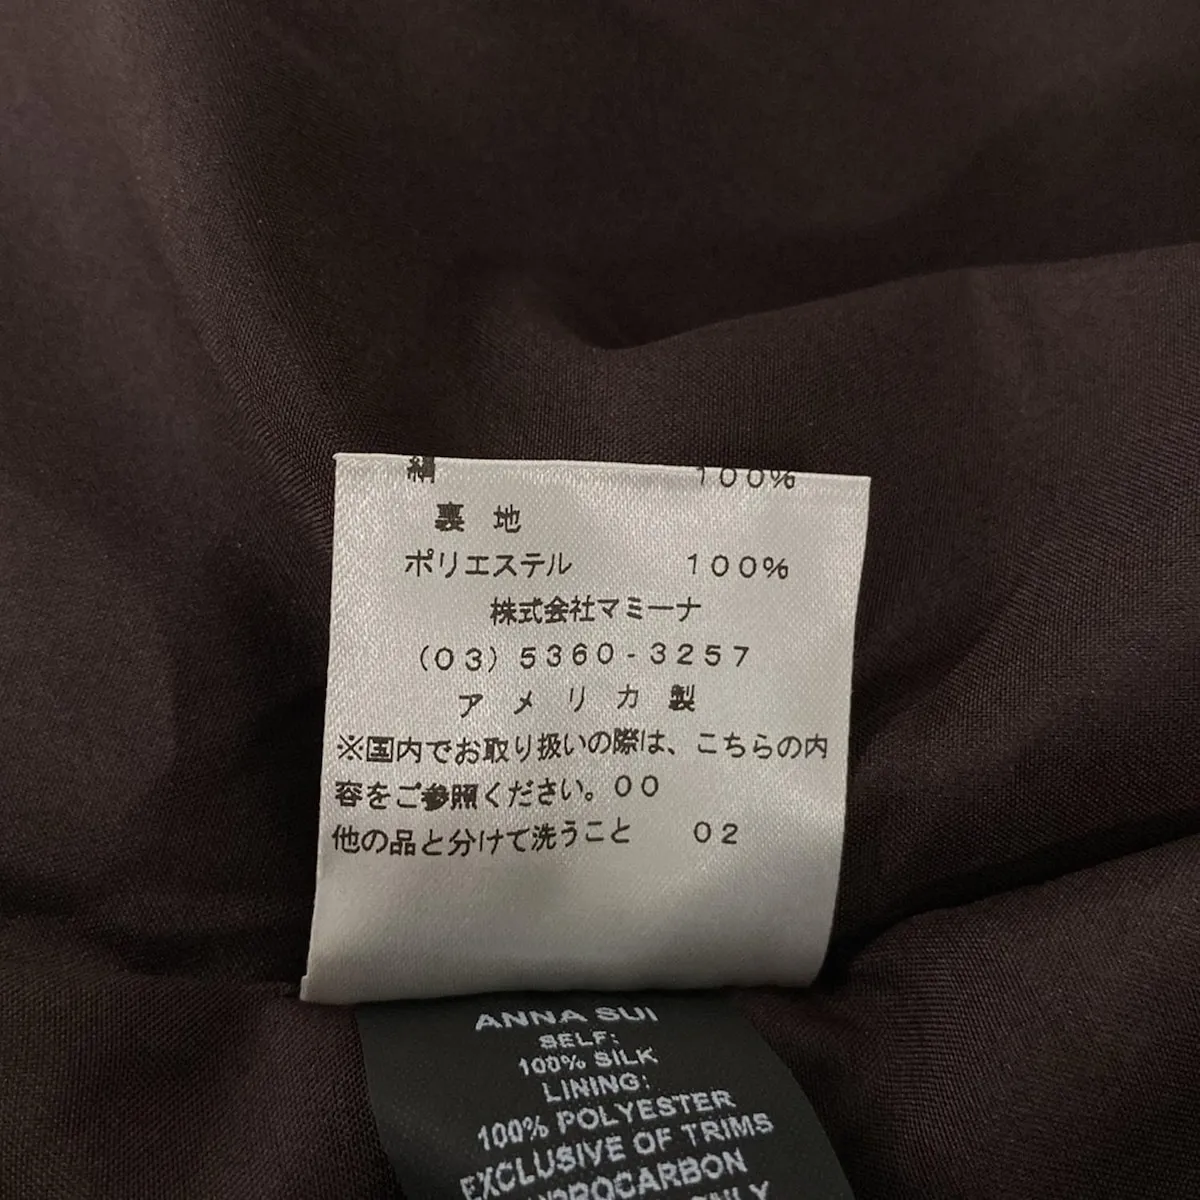 絹 100%
裏 地
ポリエステル 100%
株式会社マミーナ
(03) 5360-3257
アメリカ製
※国内でお取り扱いの際は、こちらの内
容をご参照ください。00
他の品と分けて洗うこと 02
ANNA SUI
SELF:
100% SILK
LINING:
100% POLYESTER
EXCLUSIVE OF TRIMS